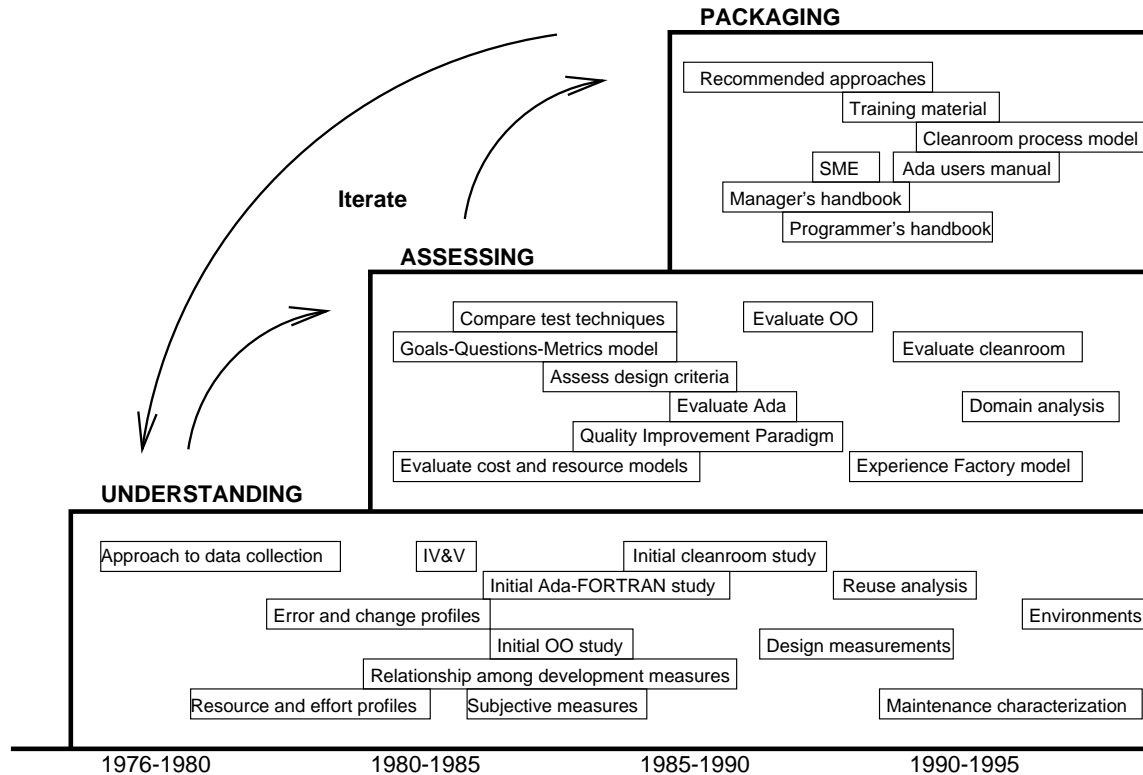 PACKAGING
Recommended approaches
Training material
Cleanroom process model
SME
Ada users manual
Iterate
Manager's handbook
Programmer's handbook
ASSESSING
Compare test techniques
Evaluate OO
Goals-Questions-Metrics model
Evaluate cleanroom
Assess design criteria
Evaluate Ada
Domain analysis
Quality Improvement Paradigm
Evaluate cost and resource models
Experience Factory model
UNDERSTANDING
Approach to data collection
IV&V
Initial cleanroom study
Initial Ada-FORTRAN study
Reuse analysis
Error and change profiles
Environments
Initial OO study
Design measurements
Relationship among development measures
Resource and effort profiles
Subjective measures
Maintenance characterization
1976-1980
1980-1985
1985-1990
1990-1995